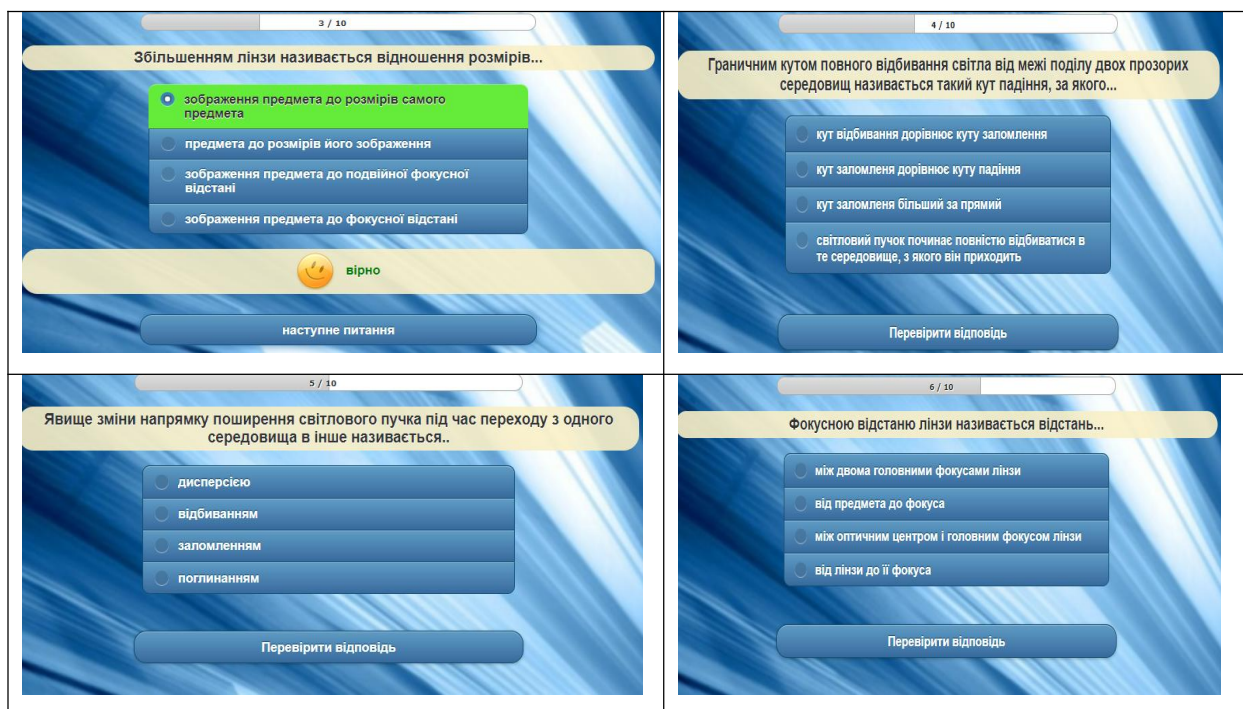 3 / 10
Збільшенням лінзи називається відношення розмірів...
зображення предмета до розмірів самого
предмета
предмета до розмірів його зображення
зображення предмета до подвійної фокусної
відстані
зображення предмета до фокусної відстані
вірно
наступне питання
4 / 10
Граничним кутом повного відбивання світла від межі поділу двох прозорих
середовищ називається такий кут падіння, за якого...
кут відбивання дорівнює куту заломлення
кут заломленя дорівнює куту падіння
кут заломленя більший за прямий
світловий пучок починає повністю відбиватися в
те середовище, з якого він приходить
Перевірити відповідь
5 / 10
Явище зміни напрямку поширення світлового пучка під час переходу з одного
середовища в інше називається..
дисперсією
відбиванням
заломленням
поглинанням
Перевірити відповідь
6 / 10
Фокусною відстаню лінзи називається відстань...
між двома головними фокусами лінзи
від предмета до фокуса
між оптичним центром і головним фокусом лінзи
від лінзи до її фокуса
Перевірити відповідь